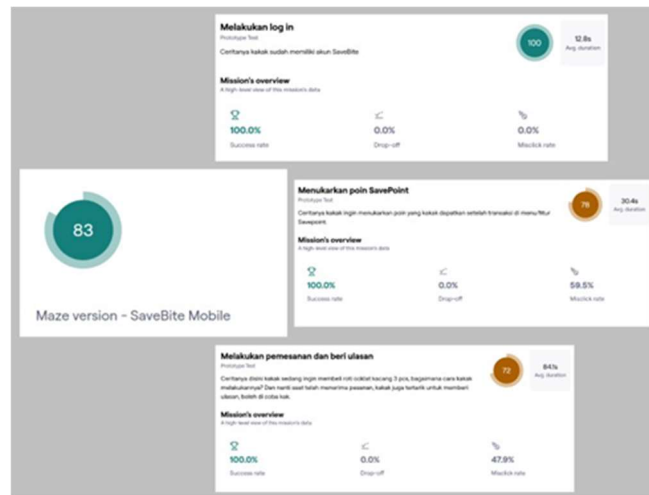 Melakukan log in
Prototype Test
Ceritanya kakak sudah memiliki akun SaveBite
100
12.8s
Avg. duration
Mission's overview
A high-level view of this mission's data
100.0%
0.0%
0.0%
Success rate
Drop-off
Misclick rate
83
Maze version - SaveBite Mobile
Menukarkan poin SavePoint
Prototype Test
Ceritanya kakak ingin menukarkan poin yang kakak dapatkan setelah transaksi di menu/fitur
Savepoint.
78
30.4s
Avg. duration
Mission's overview
A high-level view of this mission's data
100.0%
0.0%
59.5%
Success rate
Drop-off
Misclick rate
Melakukan pemesanan dan beri ulasan
Prototype Test
Ceritanya disini kakak sedang ingin membeli roti coklat kacang 3 pcs, bagaimana cara kakak
melakukannya? Dan nanti saat telah menerima pesanan, kakak juga tertarik untuk memberi
ulasan, boleh di coba kak.
72
84.1s
Avg. duration
Mission's overview
A high-level view of this mission's data
100.0%
0.0%
47.9%
Success rate
Drop-off
Misclick rate